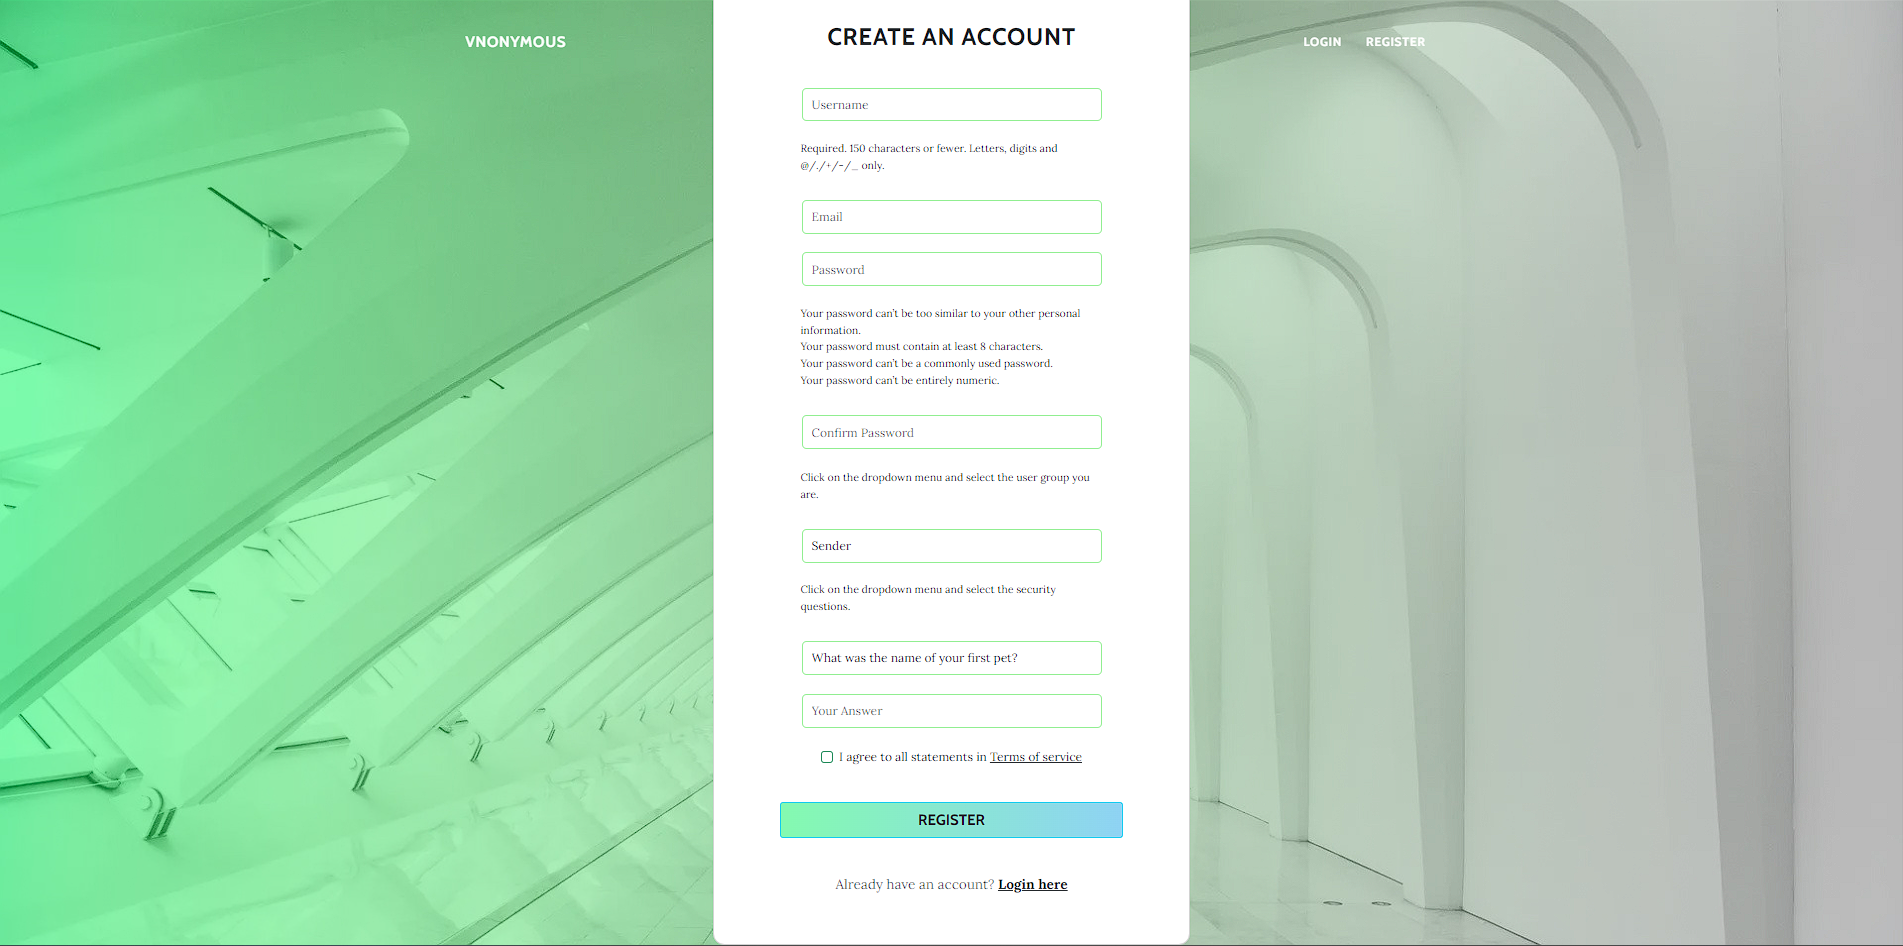 VNONYMOUS
LOGIN
REGISTER
CREATE AN ACCOUNT
Username
Required. 150 characters or fewer. Letters, digits and
@/./+/-/_ only.
Email
Password
Your password can't be too similar to your other personal
information.
Your password must contain at least 8 characters.
Your password can't be a commonly used password.
Your password can't be entirely numeric.
Confirm Password
Click on the dropdown menu and select the user group you
are.
Sender
Click on the dropdown menu and select the security
questions.
What was the name of your first pet?
Your Answer
I agree to all statements in Terms of service
REGISTER
Already have an account? Login here